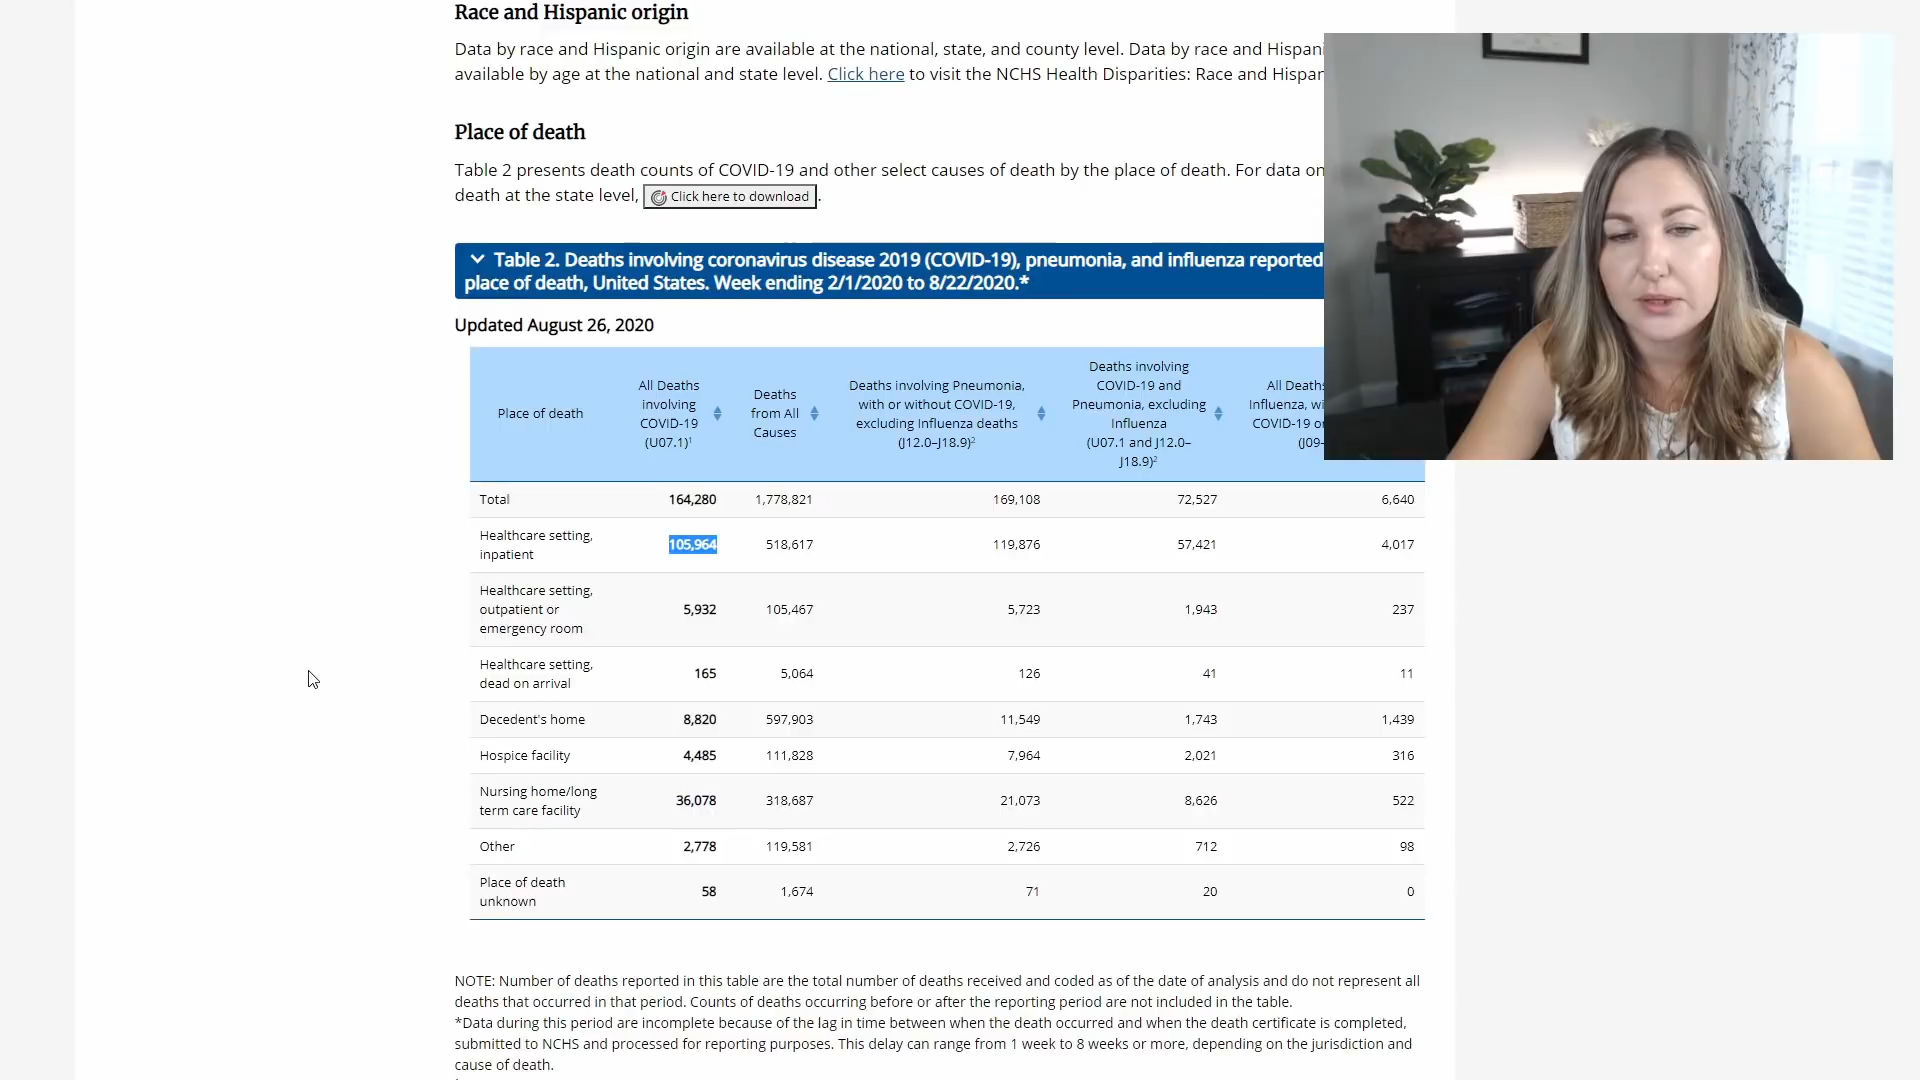 Race and Hispanic origin
Data by race and Hispanic origin are available at the national, state, and county level. Data by race and Hispani
available by age at the national and state level. Click here to visit the NCHS Health Disparities: Race and Hispan
Place of death
Table 2 presents death counts of COVID-19 and other select causes of death by the place of death. For data on
death at the state level, Click here to download.
Table 2. Deaths involving coronavirus disease 2019 (COVID-19), pneumonia, and influenza reported
place of death, United States. Week ending 2/1/2020 to 8/22/2020.*
Updated August 26, 2020
Place of death
All Deaths
involving
COVID-19
(U07.1)¹
Deaths
from All
Causes
Deaths involving Pneumonia,
with or without COVID-19,
excluding Influenza deaths
(J12.0–J18.9)²
Deaths involving
COVID-19 and
Pneumonia, excluding
Influenza
(U07.1 and J12.0–
J18.9)²
All Deaths
Influenza, wi
COVID-19 o
(J09–
Total 164,280 1,778,821 169,108 72,527 6,640
Healthcare setting,
inpatient 105,964 518,617 119,876 57,421 4,017
Healthcare setting,
outpatient or 5,932 105,467 5,723 1,943 237
emergency room
Healthcare setting,
dead on arrival 165 5,064 126 41 11
Decedent's home 8,820 597,903 11,549 1,743 1,439
Hospice facility 4,485 111,828 7,964 2,021 316
Nursing home/long
term care facility 36,078 318,687 21,073 8,626 522
Other 2,778 119,581 2,726 712 98
Place of death
unknown 58 1,674 71 20 0
NOTE: Number of deaths reported in this table are the total number of deaths received and coded as of the date of analysis and do not represent all
deaths that occurred in that period. Counts of deaths occurring before or after the reporting period are not included in the table.
*Data during this period are incomplete because of the lag in time between when the death occurred and when the death certificate is completed,
submitted to NCHS and processed for reporting purposes. This delay can range from 1 week to 8 weeks or more, depending on the jurisdiction and
cause of death.